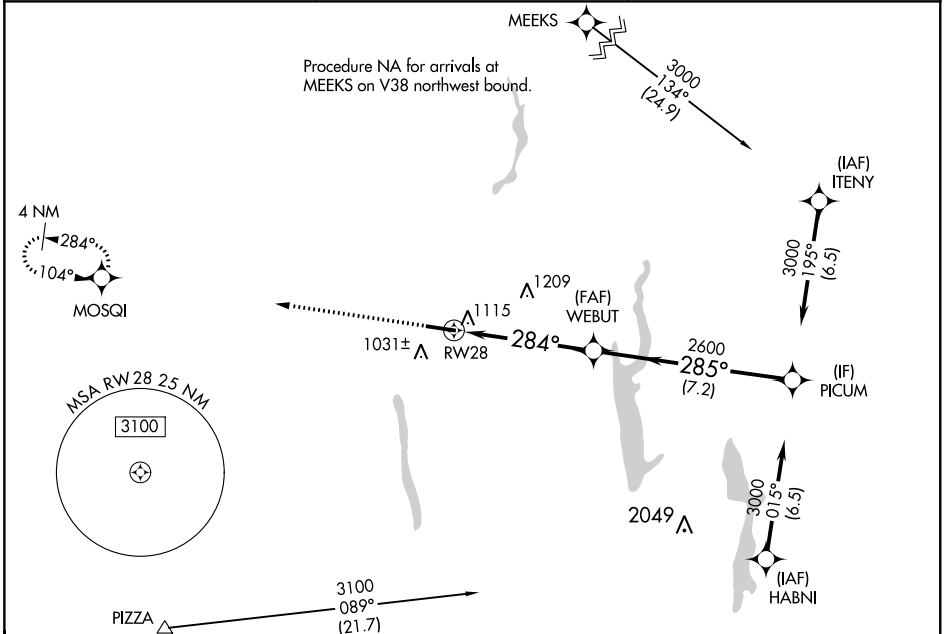 MEEKS
Procedure NA for arrivals at
MEEKS on V38 northwest bound.
3000
134°
(24.9)
(IAF)
ITENY
3000
195°
(6.5)
4 NM
284°
104°
MOSQI
1209
1115
1031±
RW28
(FAF)
WEBUT
284°
2600
285°
(7.2)
(IF)
PICUM
MSA RW 28 25 NM
3100
3000
015°
(6.5)
2049
(IAF)
HABNI
PIZZA
3100
089°
(21.7)